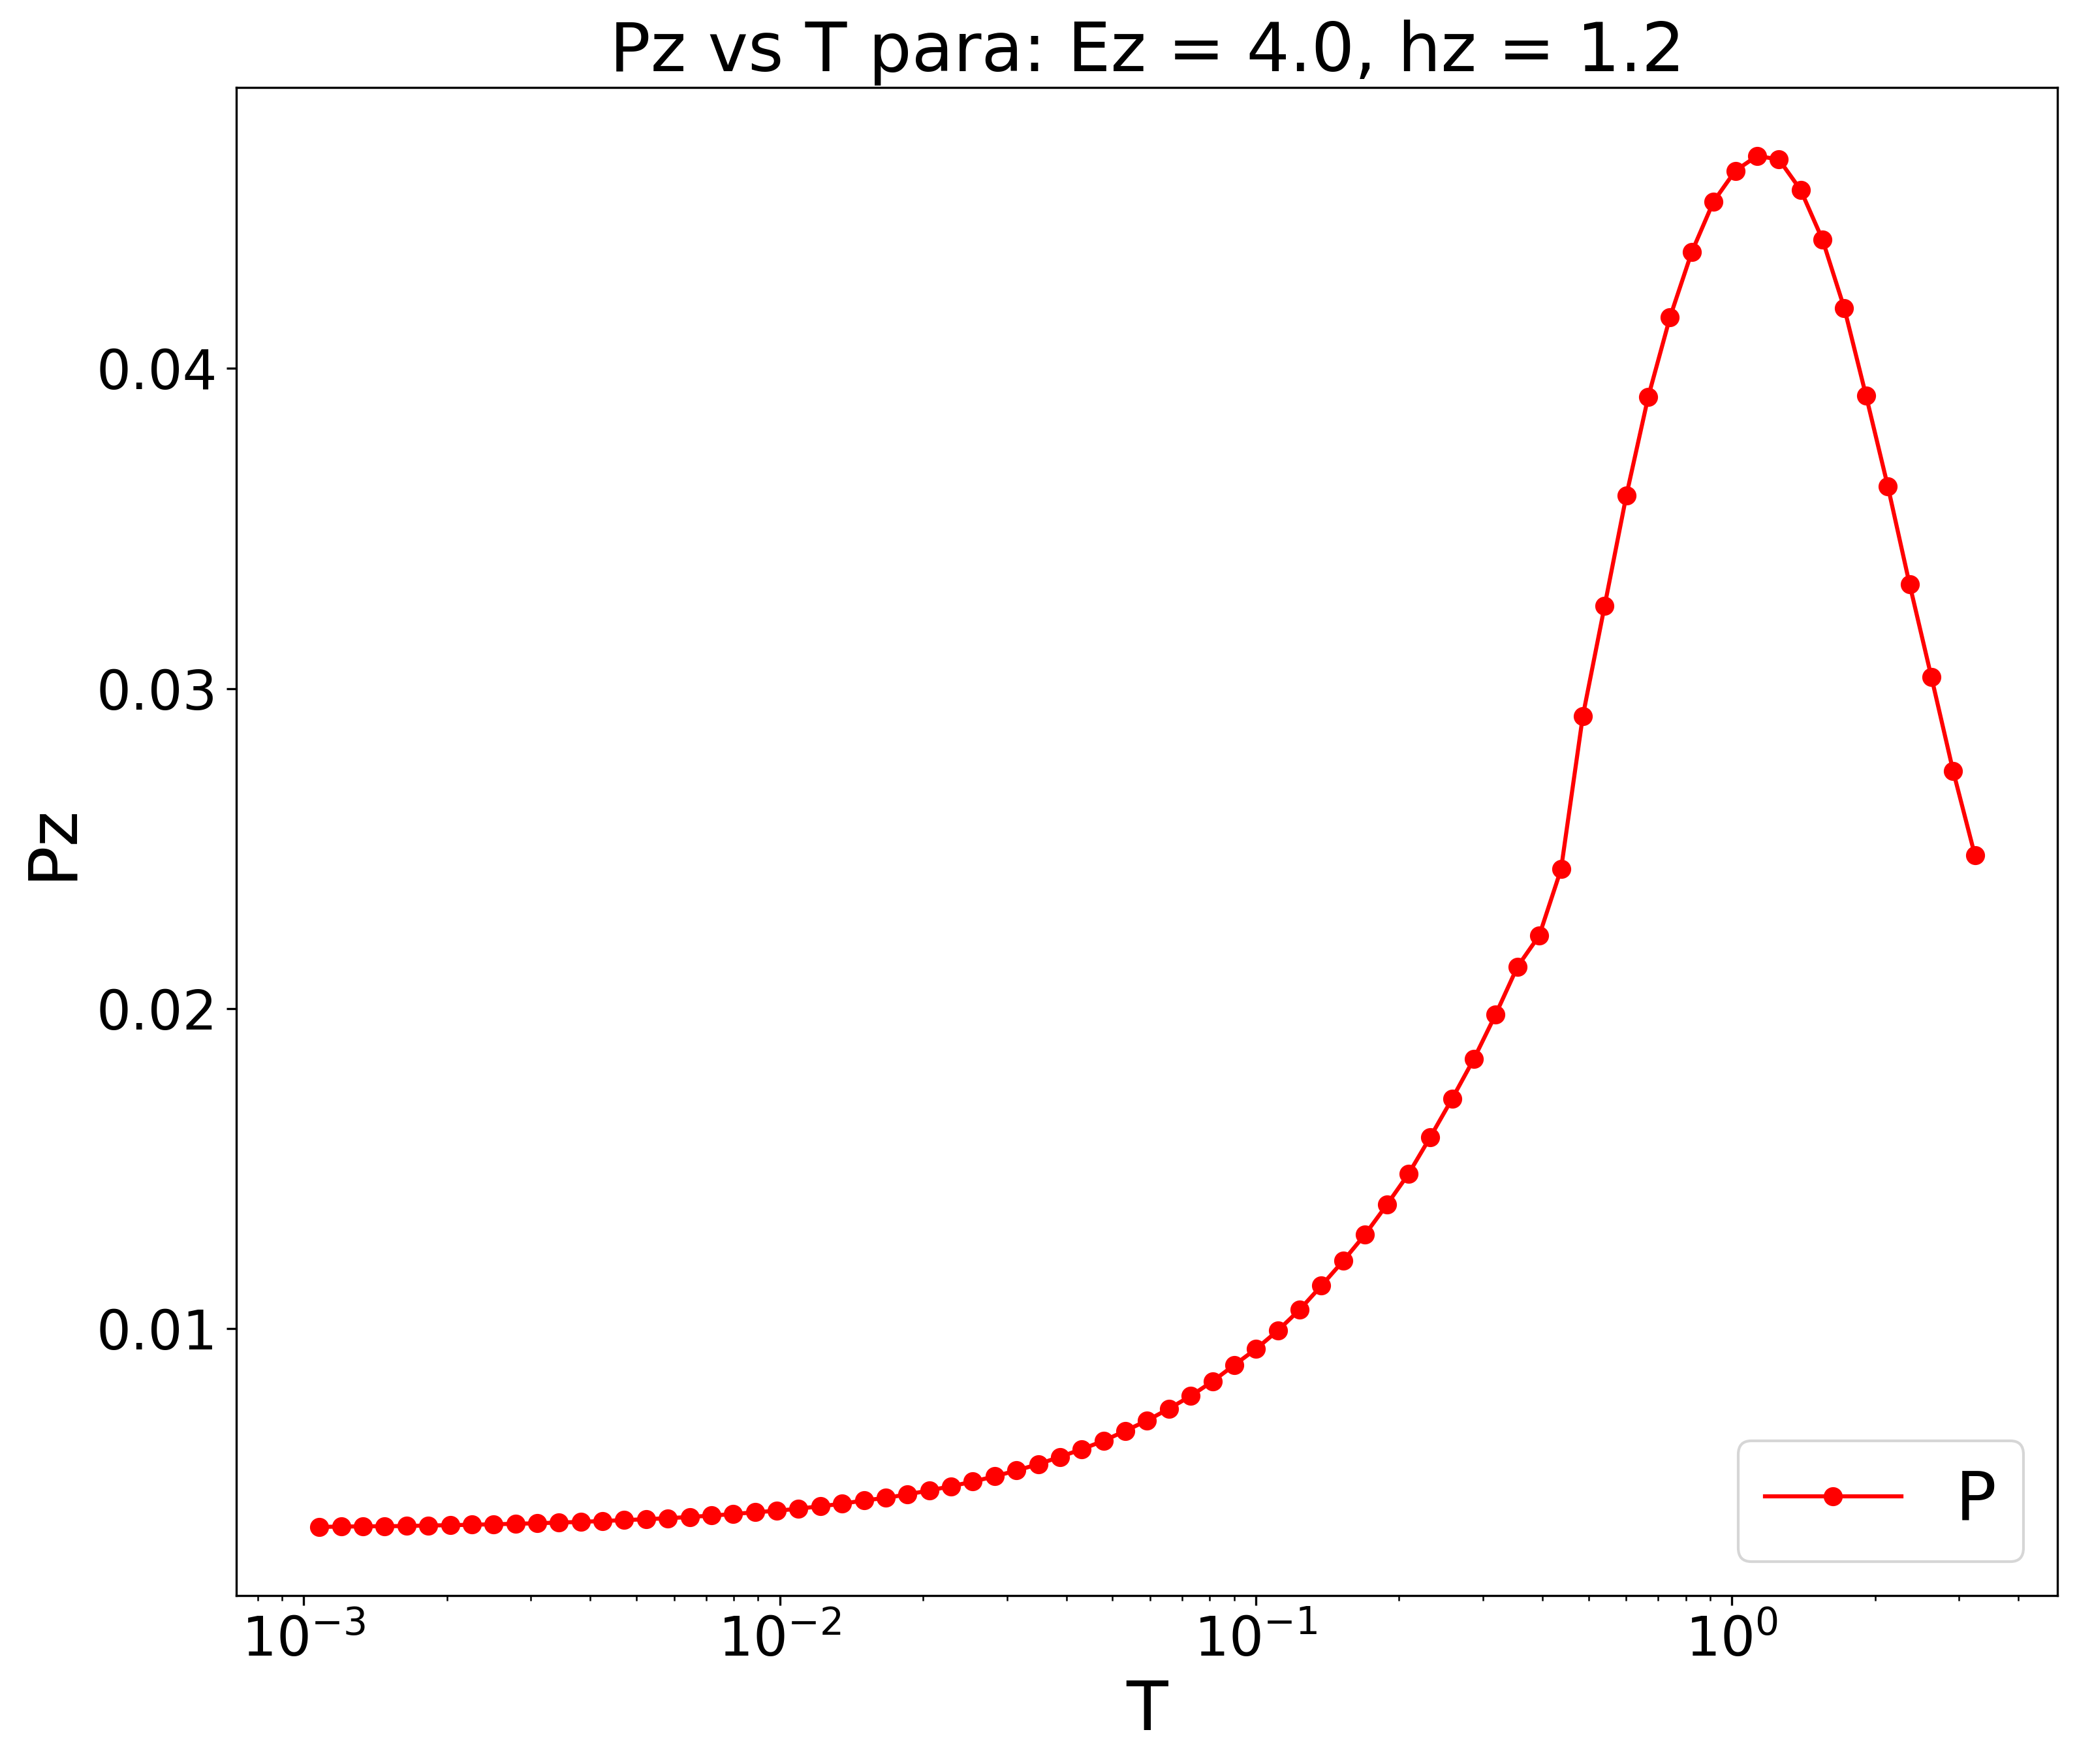 Pz vs T para: Ez = 4.0, hz = 1.2
Pz
0.04
0.03
0.02
0.01
P
10⁻³ 10⁻² 10⁻¹ 10⁰
T